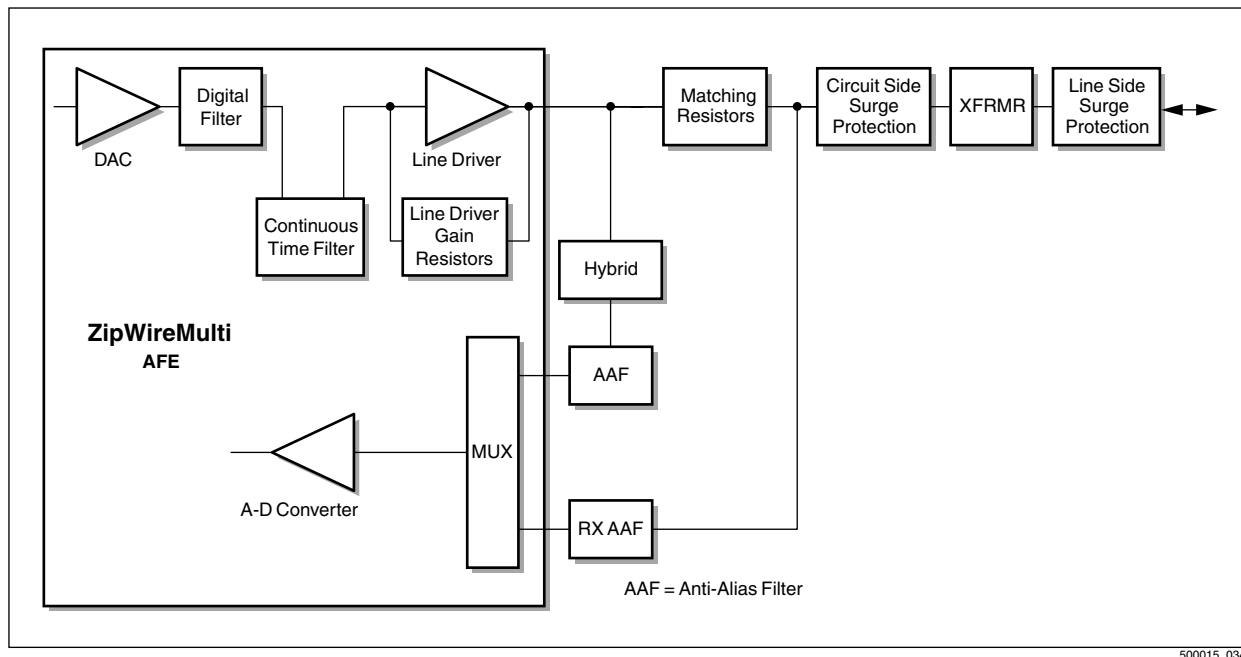 DAC
Digital
Filter
Continuous
Time Filter
Line Driver
Line Driver
Gain
Resistors
Matching
Resistors
Circuit Side
Surge
Protection
XFRMR
Line Side
Surge
Protection
Hybrid
AAF
ZipWireMulti
AFE
MUX
A-D Converter
RX AAF
AAF = Anti-Alias Filter